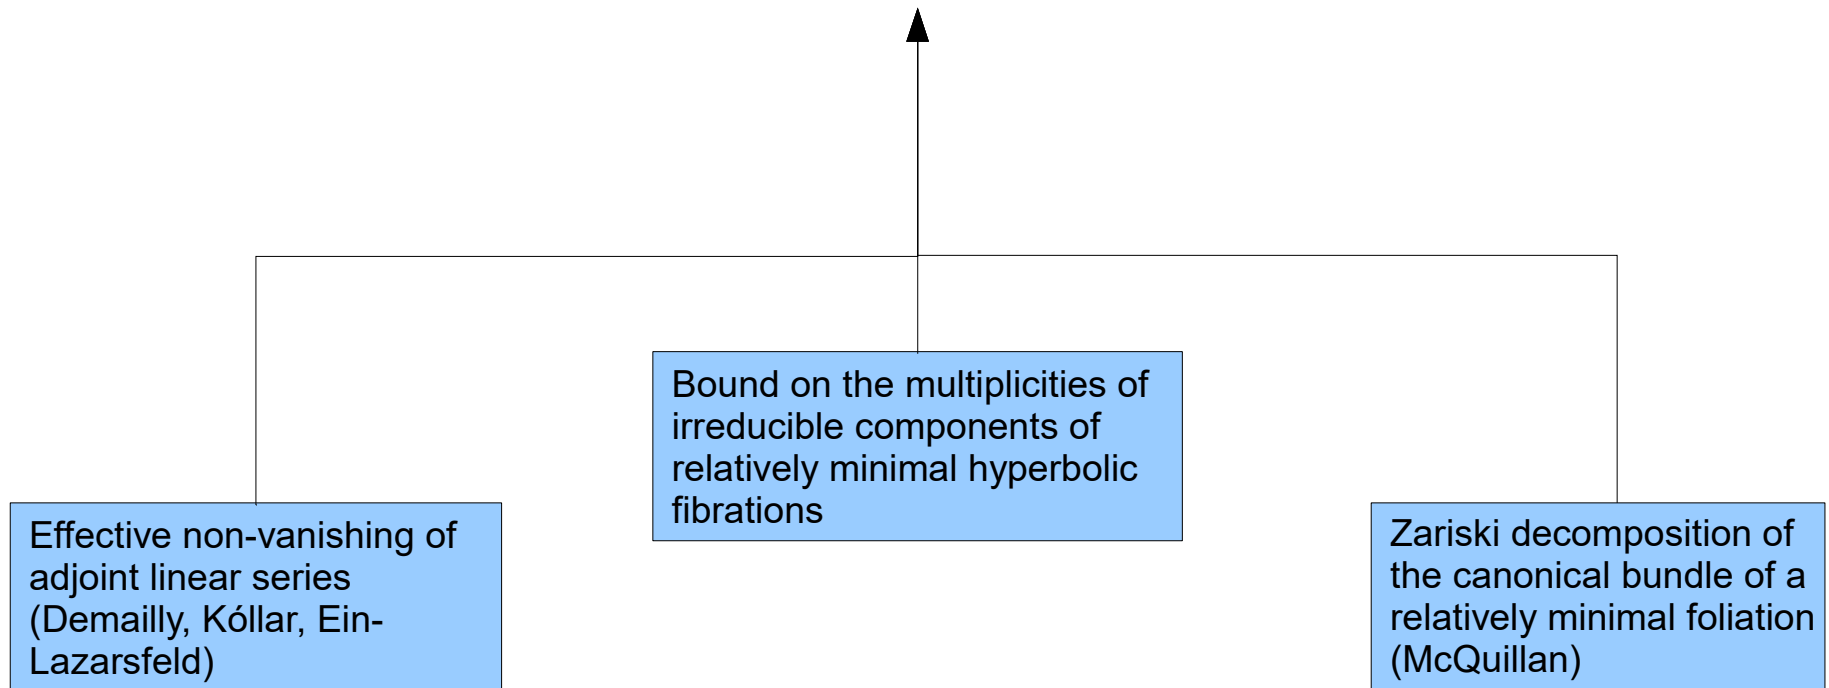 Bound on the multiplicities of
irreducible components of
relatively minimal hyperbolic
fibrations
Effective non-vanishing of
adjoint linear series
(Demailly, Kóllar, Ein-
Lazarsfeld)
Zariski decomposition of
the canonical bundle of a
relatively minimal foliation
(McQuillan)